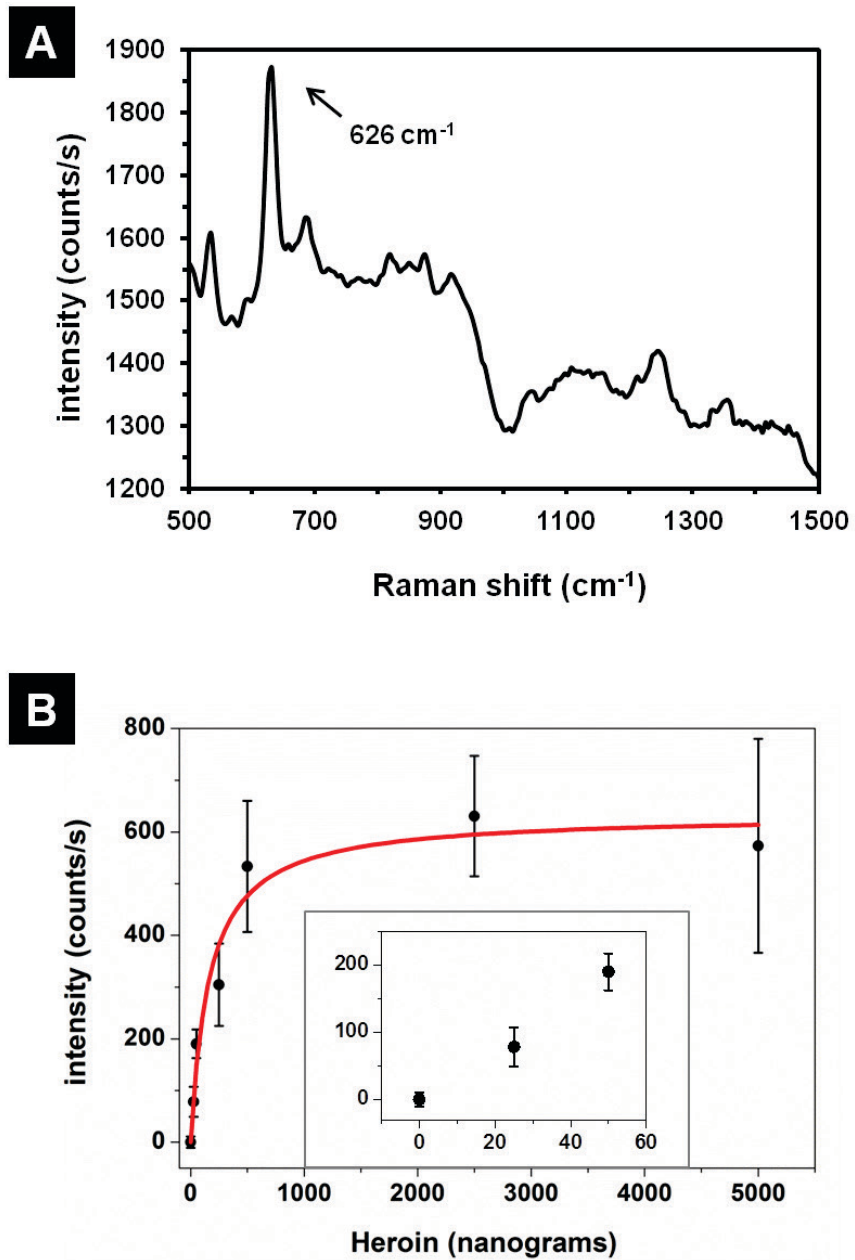 A
1900
1800
1700
1600
1500
1400
1300
1200
intensity (counts/s)
626 cm-1
500 700 900 1100 1300 1500
Raman shift (cm-1)
B
800
600
400
200
0
intensity (counts/s)
200
100
0
0 20 40 60
0 1000 2000 3000 4000 5000
Heroin (nanograms)